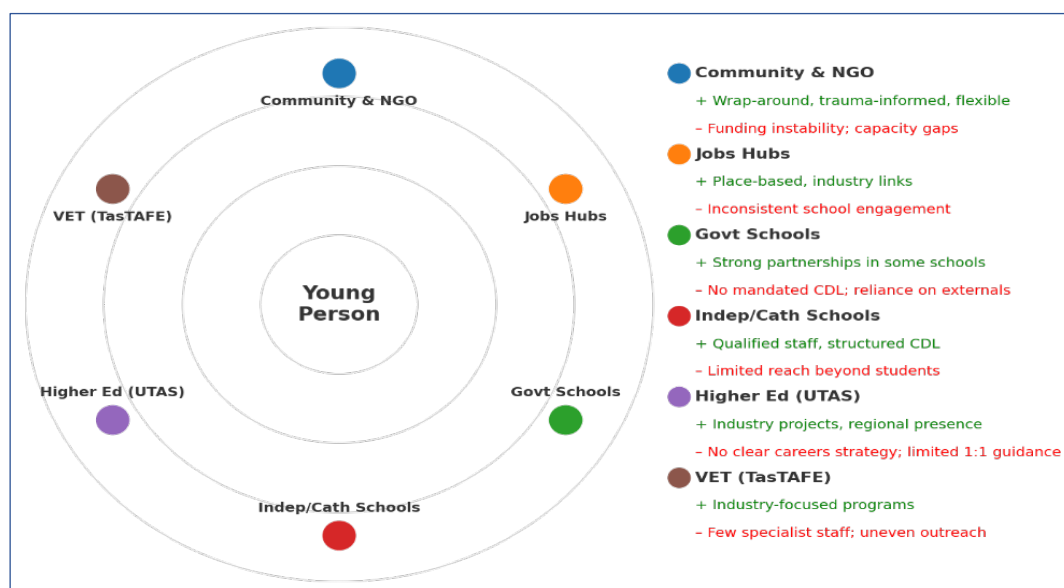 Community & NGO
VET (TasTAFE)
Jobs Hubs
Young
Person
Higher Ed (UTAS)
Govt Schools
Indep/Cath Schools
Community & NGO
+ Wrap-around, trauma-informed, flexible
– Funding instability; capacity gaps
Jobs Hubs
+ Place-based, industry links
– Inconsistent school engagement
Govt Schools
+ Strong partnerships in some schools
– No mandated CDL; reliance on externals
Indep/Cath Schools
+ Qualified staff, structured CDL
– Limited reach beyond students
Higher Ed (UTAS)
+ Industry projects, regional presence
– No clear careers strategy; limited 1:1 guidance
VET (TasTAFE)
+ Industry-focused programs
– Few specialist staff; uneven outreach